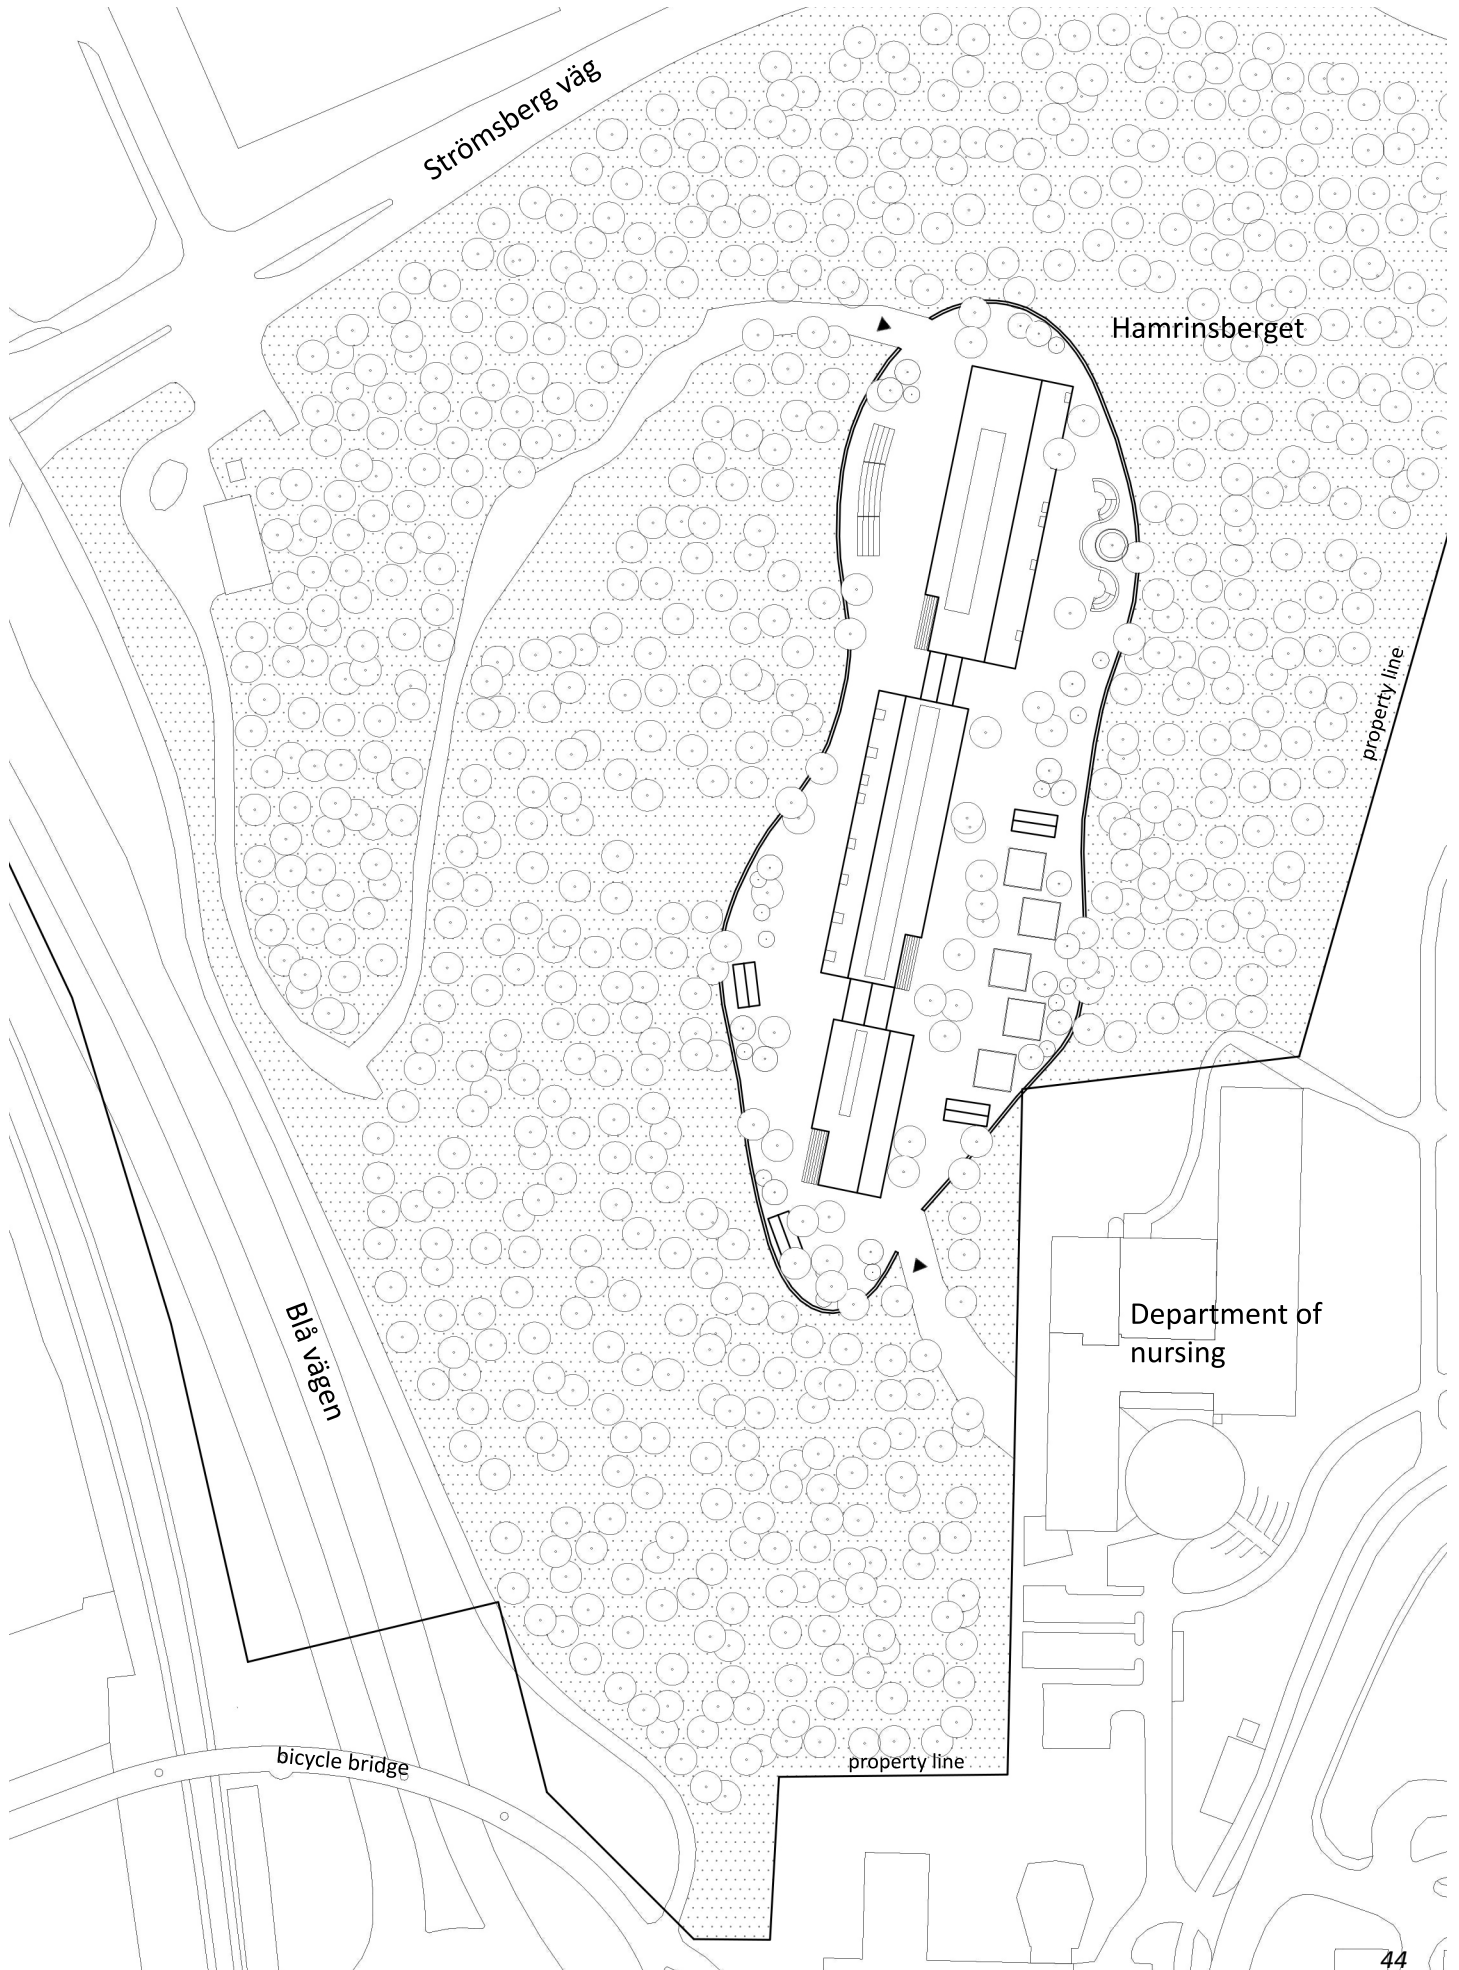 Strömsberg väg
Hamrinsberget
property line
Department of
nursing
Blå vägen
bicycle bridge
property line
44